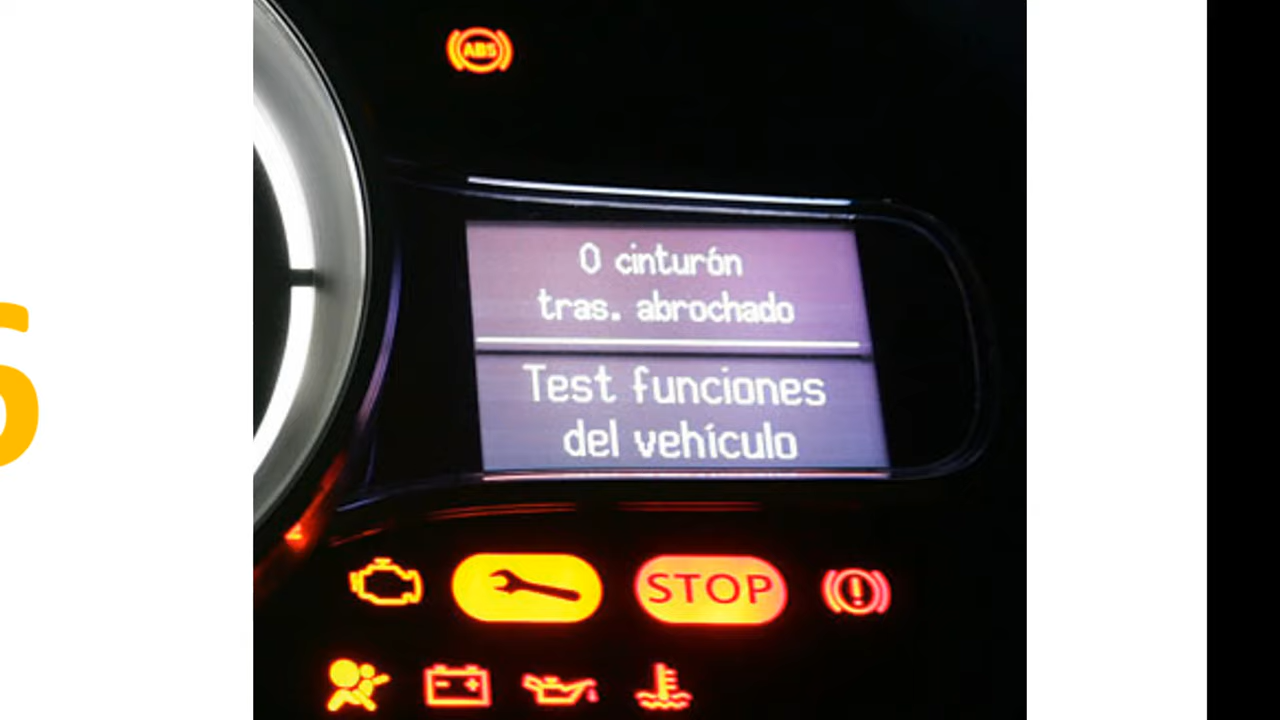 ABS
0 cinturón
tras. abrochado
Test funciones
del vehículo
STOP